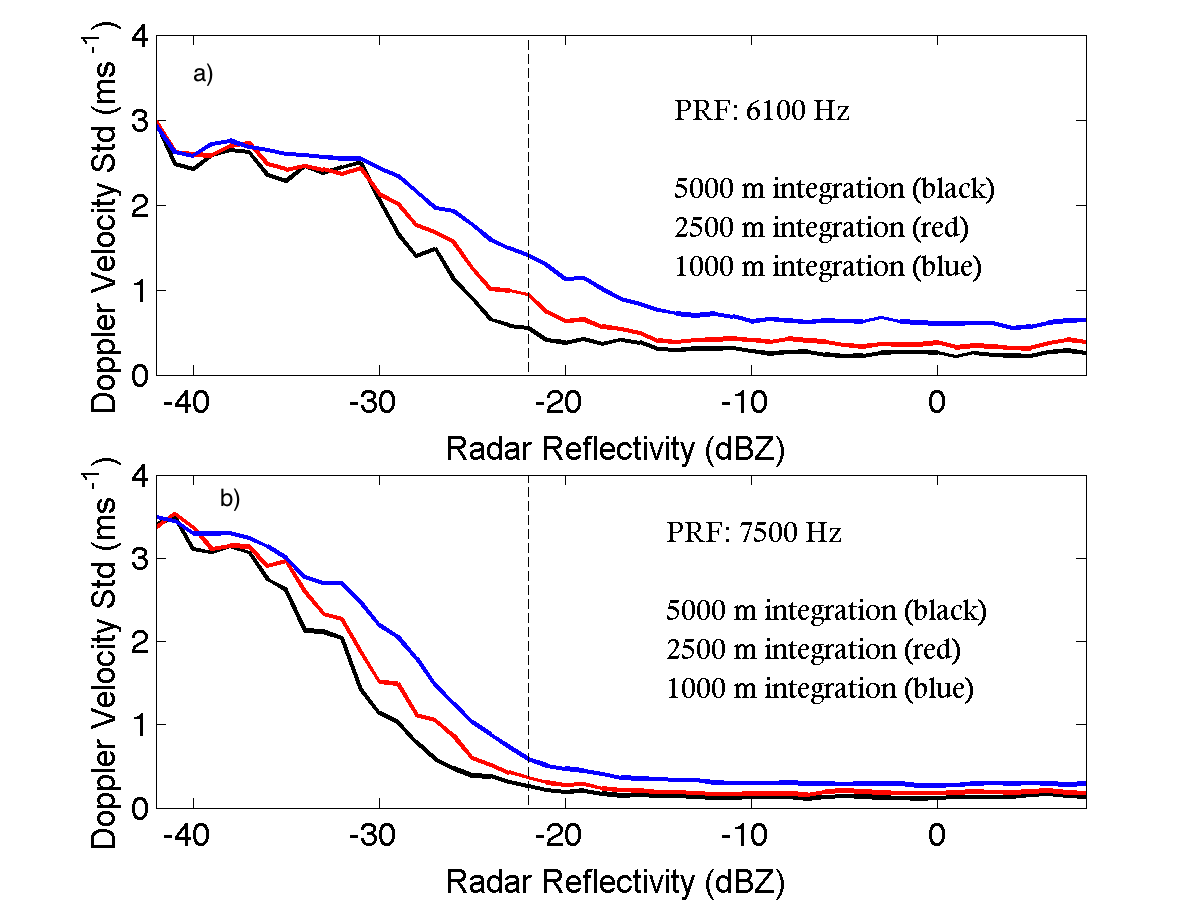 a)
PRF: 6100 Hz
5000 m integration (black)
2500 m integration (red)
1000 m integration (blue)
Doppler Velocity Std (ms⁻¹)
4
3
2
1
0
-40 -30 -20 -10 0
Radar Reflectivity (dBZ)
b)
PRF: 7500 Hz
5000 m integration (black)
2500 m integration (red)
1000 m integration (blue)
Doppler Velocity Std (ms⁻¹)
4
3
2
1
0
-40 -30 -20 -10 0
Radar Reflectivity (dBZ)